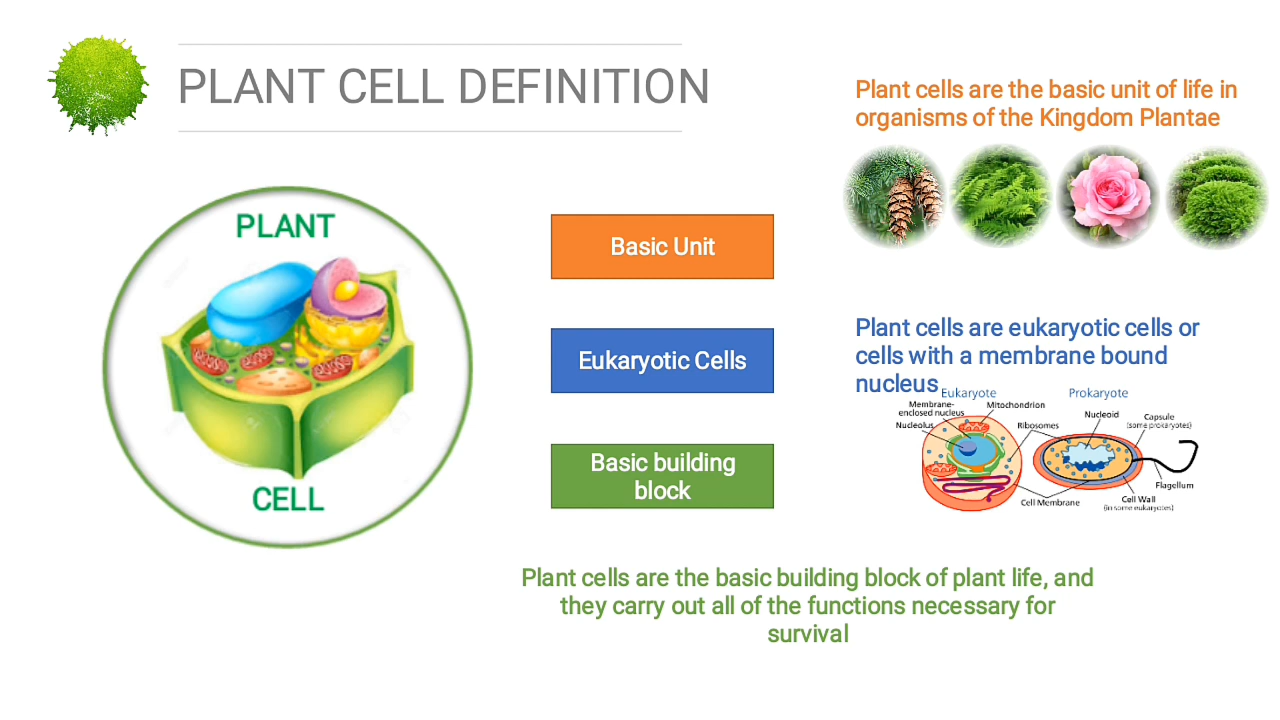 PLANT CELL DEFINITION
Plant cells are the basic unit of life in
organisms of the Kingdom Plantae
PLANT
CELL
Basic Unit
Eukaryotic Cells
Basic building
block
Plant cells are eukaryotic cells or
cells with a membrane bound
nucleus
Eukaryote
Prokaryote
Membrane-
enclosed nucleus
Mitochondrion
Nucleolus
Ribosomes
Nucleoid
Capsule
(some prokaryotes)
Flagellum
Cell Membrane
Cell Wall
(in some eukaryotes)
Plant cells are the basic building block of plant life, and
they carry out all of the functions necessary for
survival